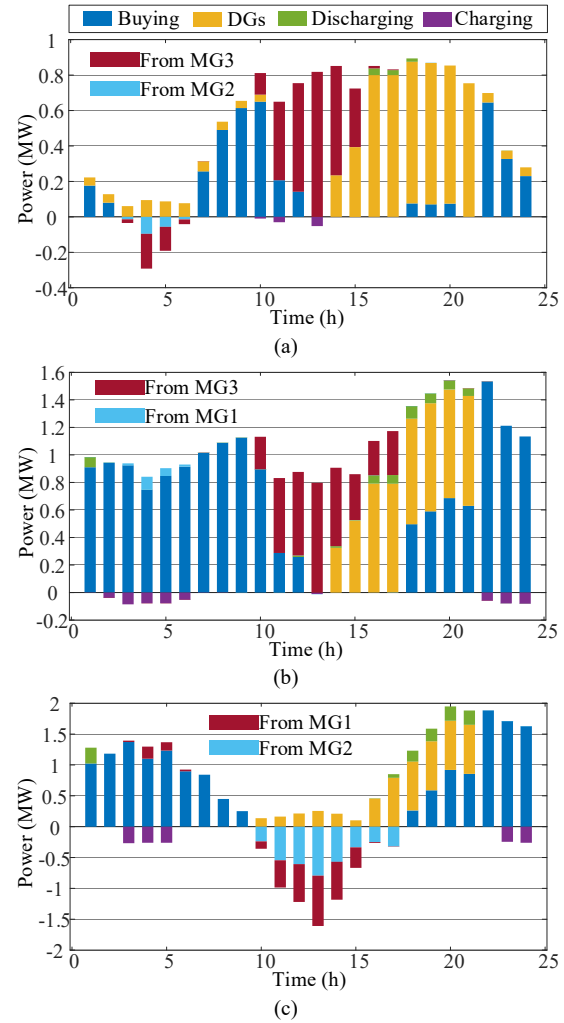 Buying DGs Discharging Charging
(a)
1
0.8
0.6
0.4
0.2
0
-0.2
-0.4
Power (MW)
From MG3
From MG2
0 5 10 15 20 25
Time (h)
(a)
1.6
1.4
1.2
1
0.8
0.6
0.4
0.2
0
-0.2
Power (MW)
From MG3
From MG1
0 5 10 15 20 25
Time (h)
(b)
2
1.5
1
0.5
0
-0.5
-1
-1.5
-2
Power (MW)
From MG1
From MG2
0 5 10 15 20 25
Time (h)
(c)